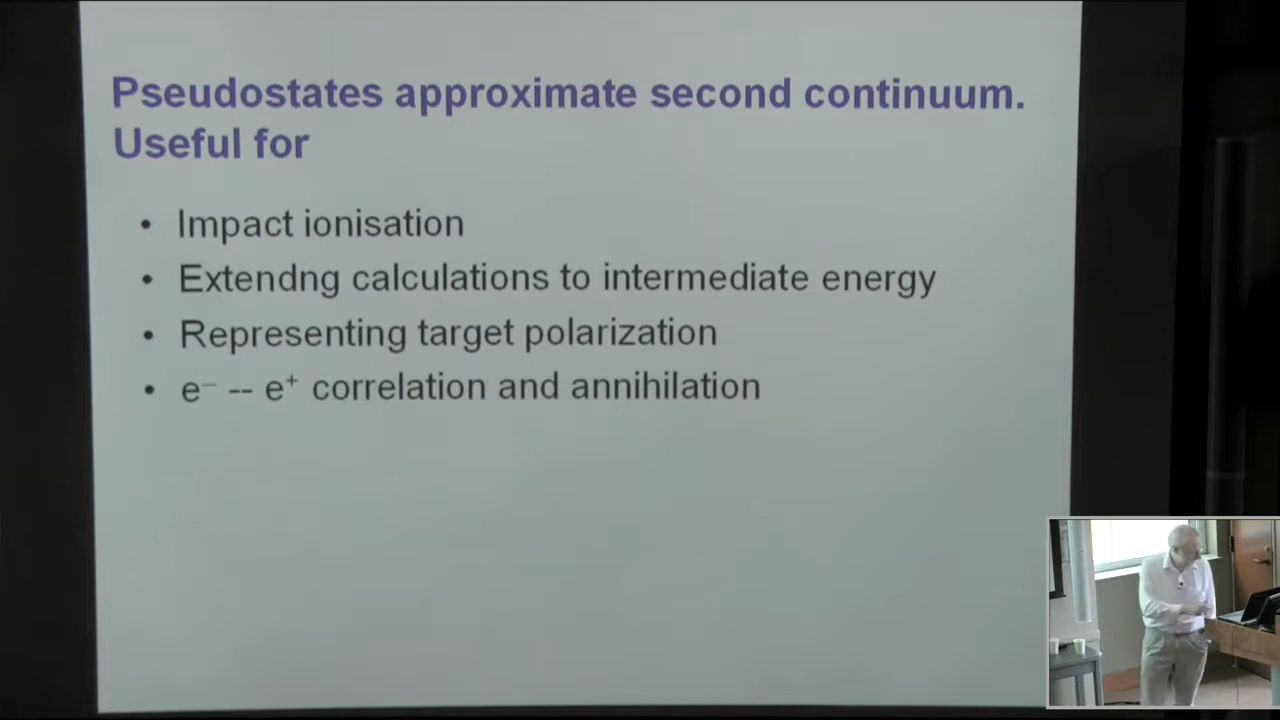 Pseudostates approximate second continuum.
Useful for
• Impact ionisation
• Extendng calculations to intermediate energy
• Representing target polarization
• e⁻ -- e⁺ correlation and annihilation